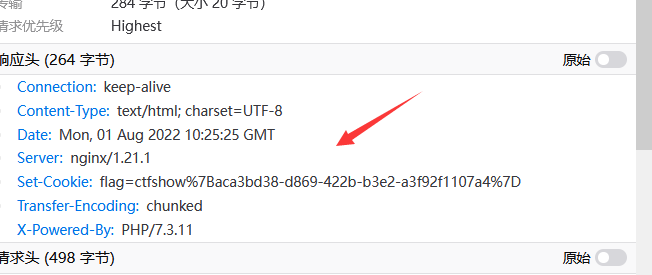 传输 284 字节（大小 20 字节）
请求优先级 Highest
响应头 (264 字节) 原始
Connection: keep-alive
Content-Type: text/html; charset=UTF-8
Date: Mon, 01 Aug 2022 10:25:25 GMT
Server: nginx/1.21.1
Set-Cookie: flag=ctfshow%7Baca3bd38-d869-422b-b3e2-a3f92f1107a4%7D
Transfer-Encoding: chunked
X-Powered-By: PHP/7.3.11
请求头 (498 字节) 原始